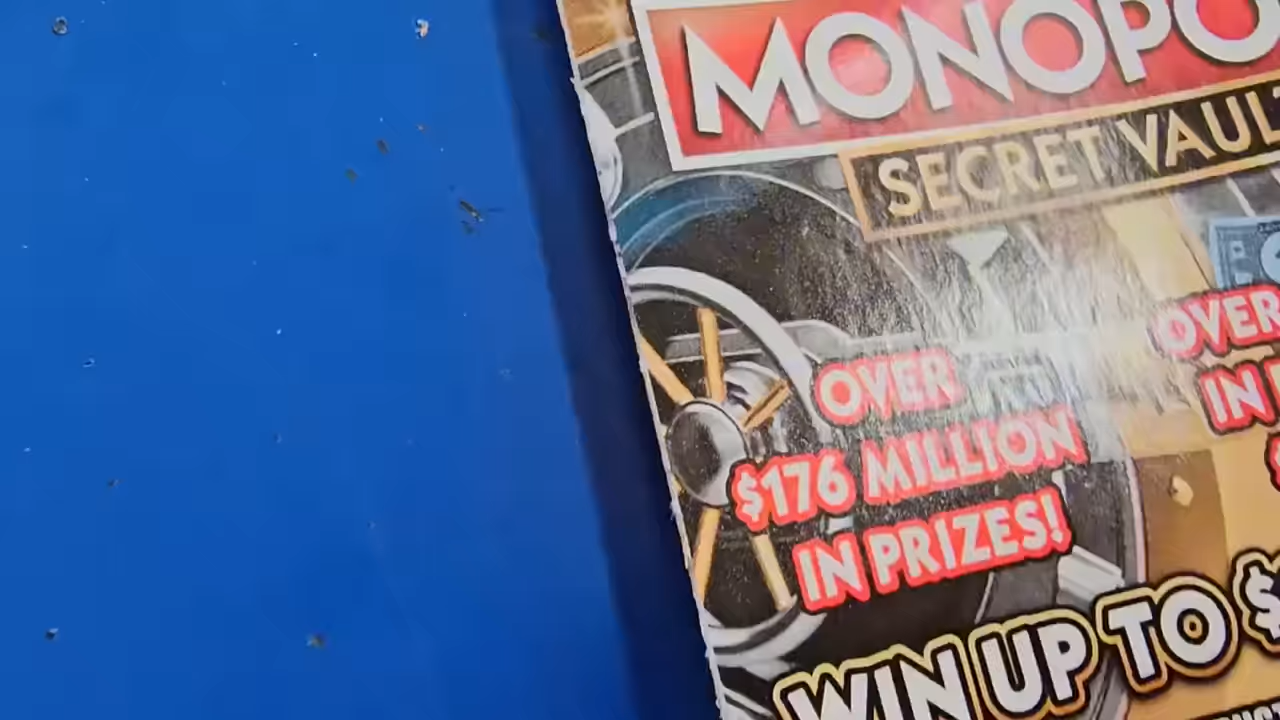 MONOPO
SECRET VAUL
OVER
$176 MILLION
IN PRIZES!
OVER
IN
WIN UP TO $